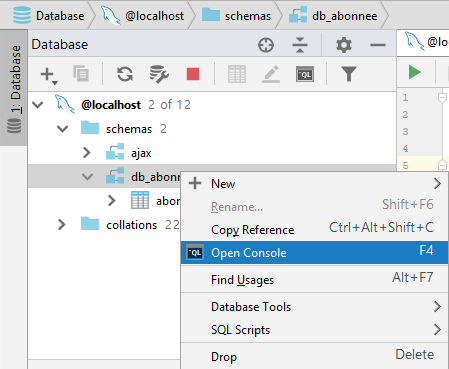 Database @localhost schemas db_abonnee
1: Database
Database
@lo
QL
@localhost 2 of 12
schemas 2
ajax
db_abonn
abon
collations 22
1
2
3
4
5
New
Rename... Shift+F6
Copy Reference Ctrl+Alt+Shift+C
QL Open Console F4
Find Usages Alt+F7
Database Tools
SQL Scripts
Drop Delete